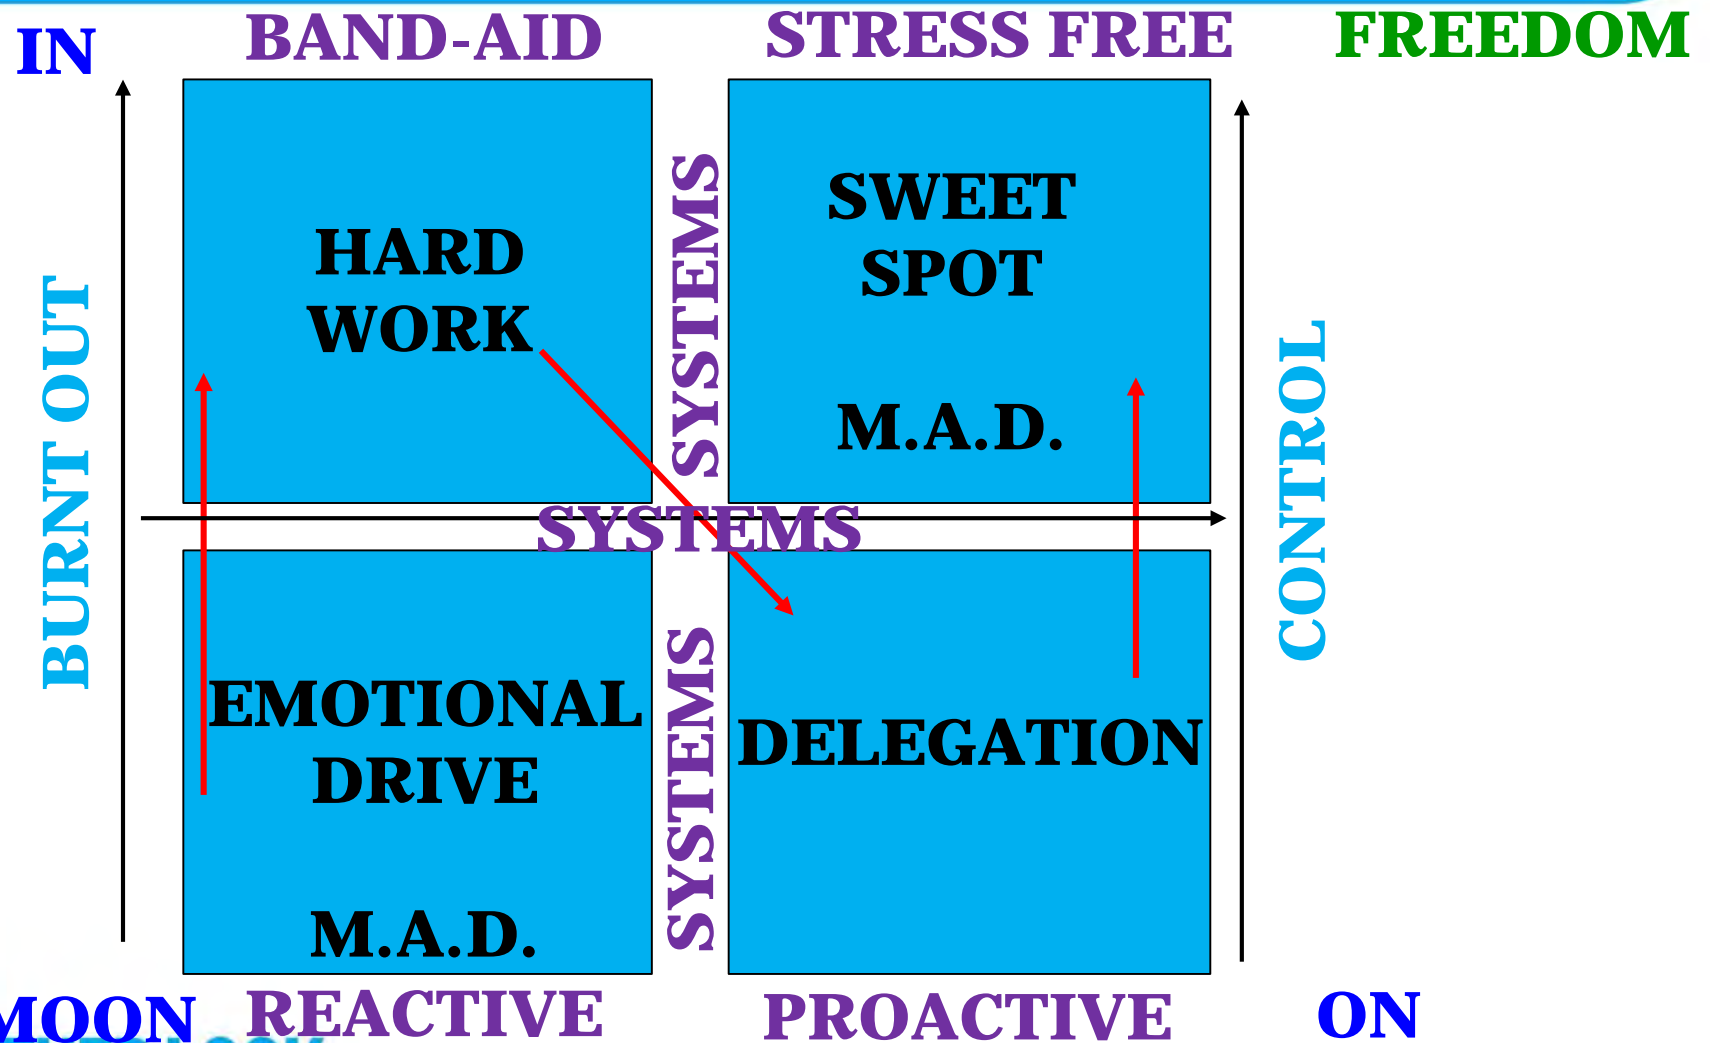 IN
BAND-AID
STRESS FREE
FREEDOM
BURNT OUT
HARD
WORK
SYSTEMS
SWEET
SPOT
M.A.D.
CONTROL
SYSTEMS
EMOTIONAL
DRIVE
M.A.D.
SYSTEMS
DELEGATION
MOON
REACTIVE
PROACTIVE
ON